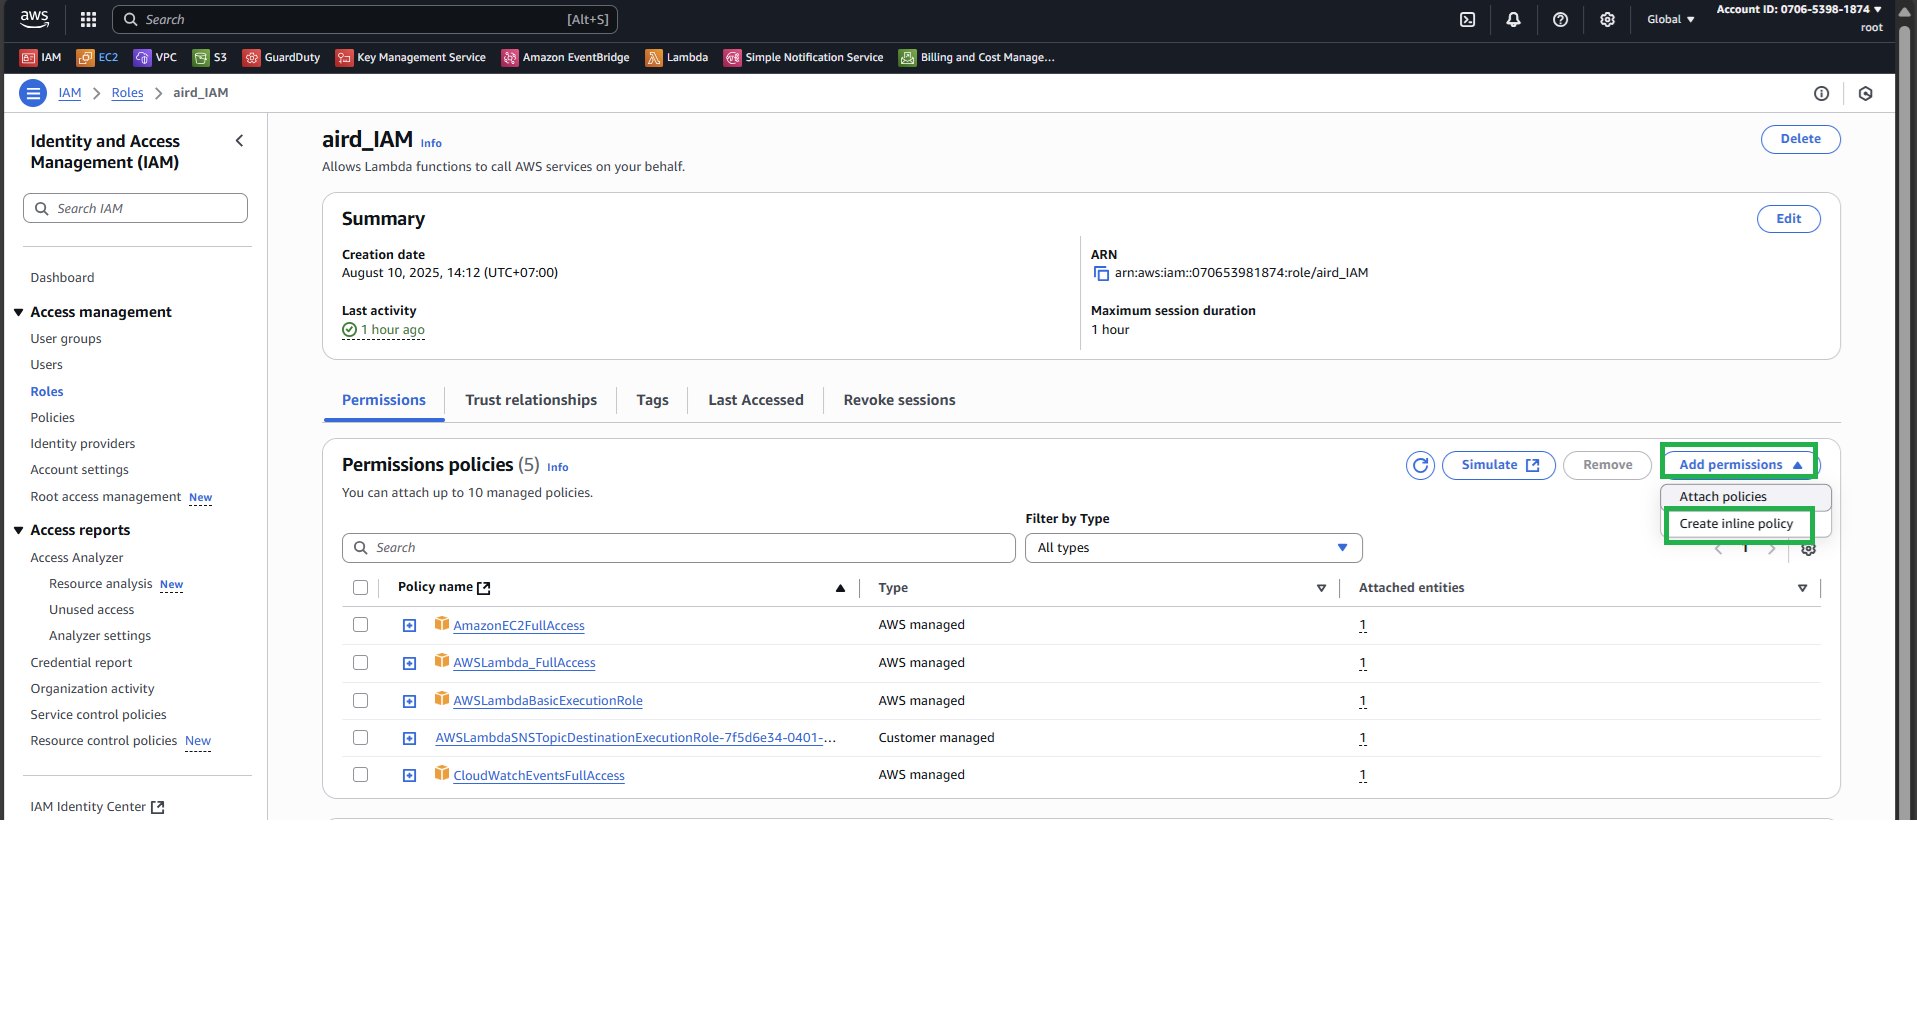 aws
Search [Alt+S]
Global
Account ID: 0706-5398-1874
root
IAM EC2 VPC S3 GuardDuty Key Management Service Amazon EventBridge Lambda Simple Notification Service Billing and Cost Manage...
IAM > Roles > aird_IAM
Identity and Access Management (IAM)
Search IAM
Dashboard
Access management
User groups
Users
Roles
Policies
Identity providers
Account settings
Root access management New
Access reports
Access Analyzer
Resource analysis New
Unused access
Analyzer settings
Credential report
Organization activity
Service control policies
Resource control policies New
IAM Identity Center
aird_IAM Info
Delete
Allows Lambda functions to call AWS services on your behalf.
Summary
Edit
Creation date
August 10, 2025, 14:12 (UTC+07:00)
ARN
arn:aws:iam::070653981874:role/aird_IAM
Last activity
1 hour ago
Maximum session duration
1 hour
Permissions Trust relationships Tags Last Accessed Revoke sessions
Permissions policies (5) Info
Simulate Remove Add permissions
You can attach up to 10 managed policies.
Attach policies
Create inline policy
Filter by Type
Search
All types
1
Policy name Type Attached entities
AmazonEC2FullAccess AWS managed 1
AWSLambda_FullAccess AWS managed 1
AWSLambdaBasicExecutionRole AWS managed 1
AWSLambdaSNSTopicDestinationExecutionRole-7f5d6e34-0401-... Customer managed 1
CloudWatchEventsFullAccess AWS managed 1